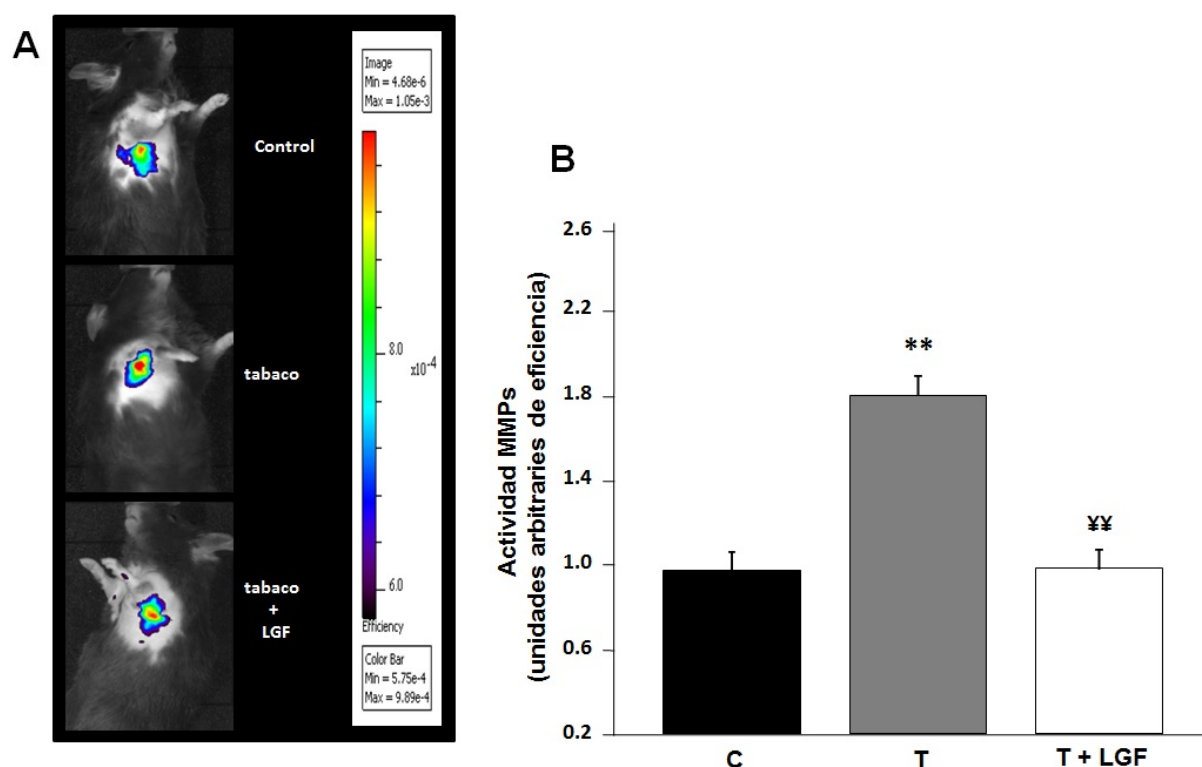 A
Control
tabaco
tabaco
+
LGF
Image
Min = 4.68e-6
Max = 1.05e-3
8.0
x10-4
6.0
Efficiency
Color Bar
Min = 5.75e-4
Max = 9.89e-4
B
Actividad MMPs
(unidades arbitraries de eficiencia)
2.6
2.2
1.8
1.4
1.0
0.6
0.2
**
¥¥
C
T
T + LGF